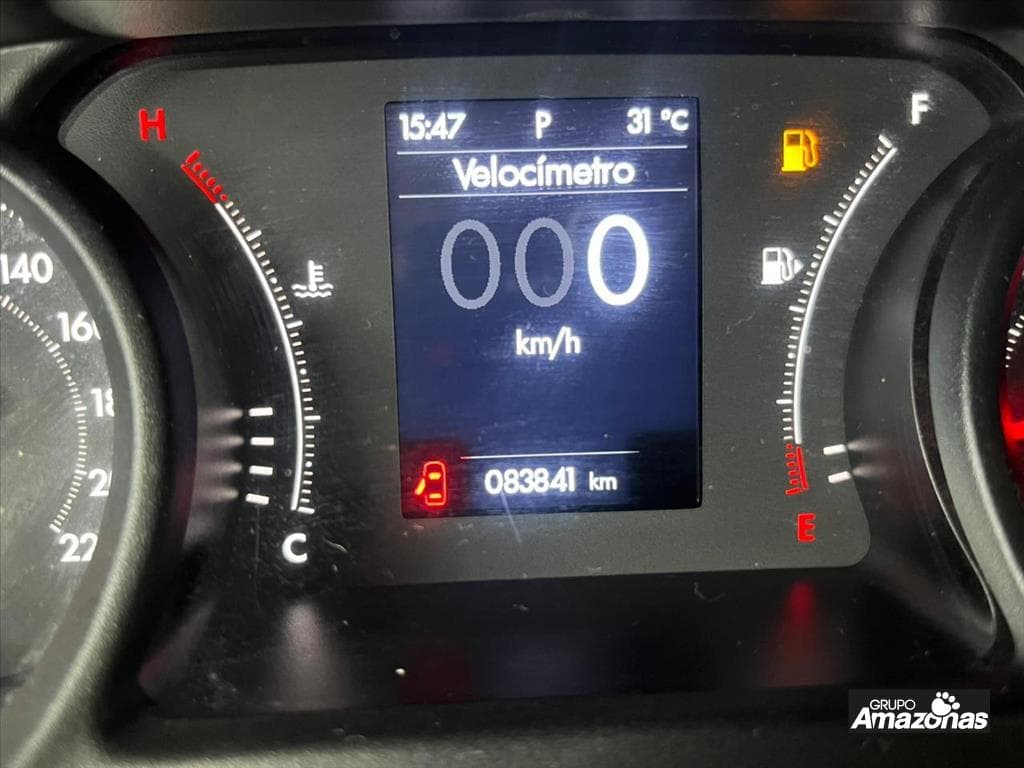 15:47 P 31 °C
Velocímetro
000
km/h
083841 km
H
C
F
E
140
160
GRUPO
Amazonas